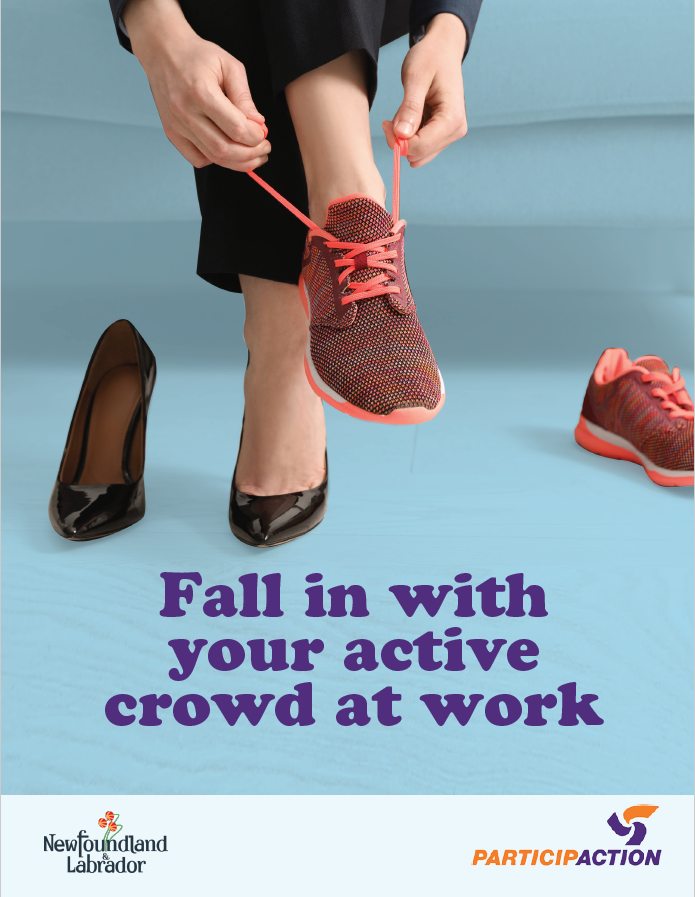 Fall in with
your active
crowd at work
Newfoundland
&
Labrador
PARTICIPACTION